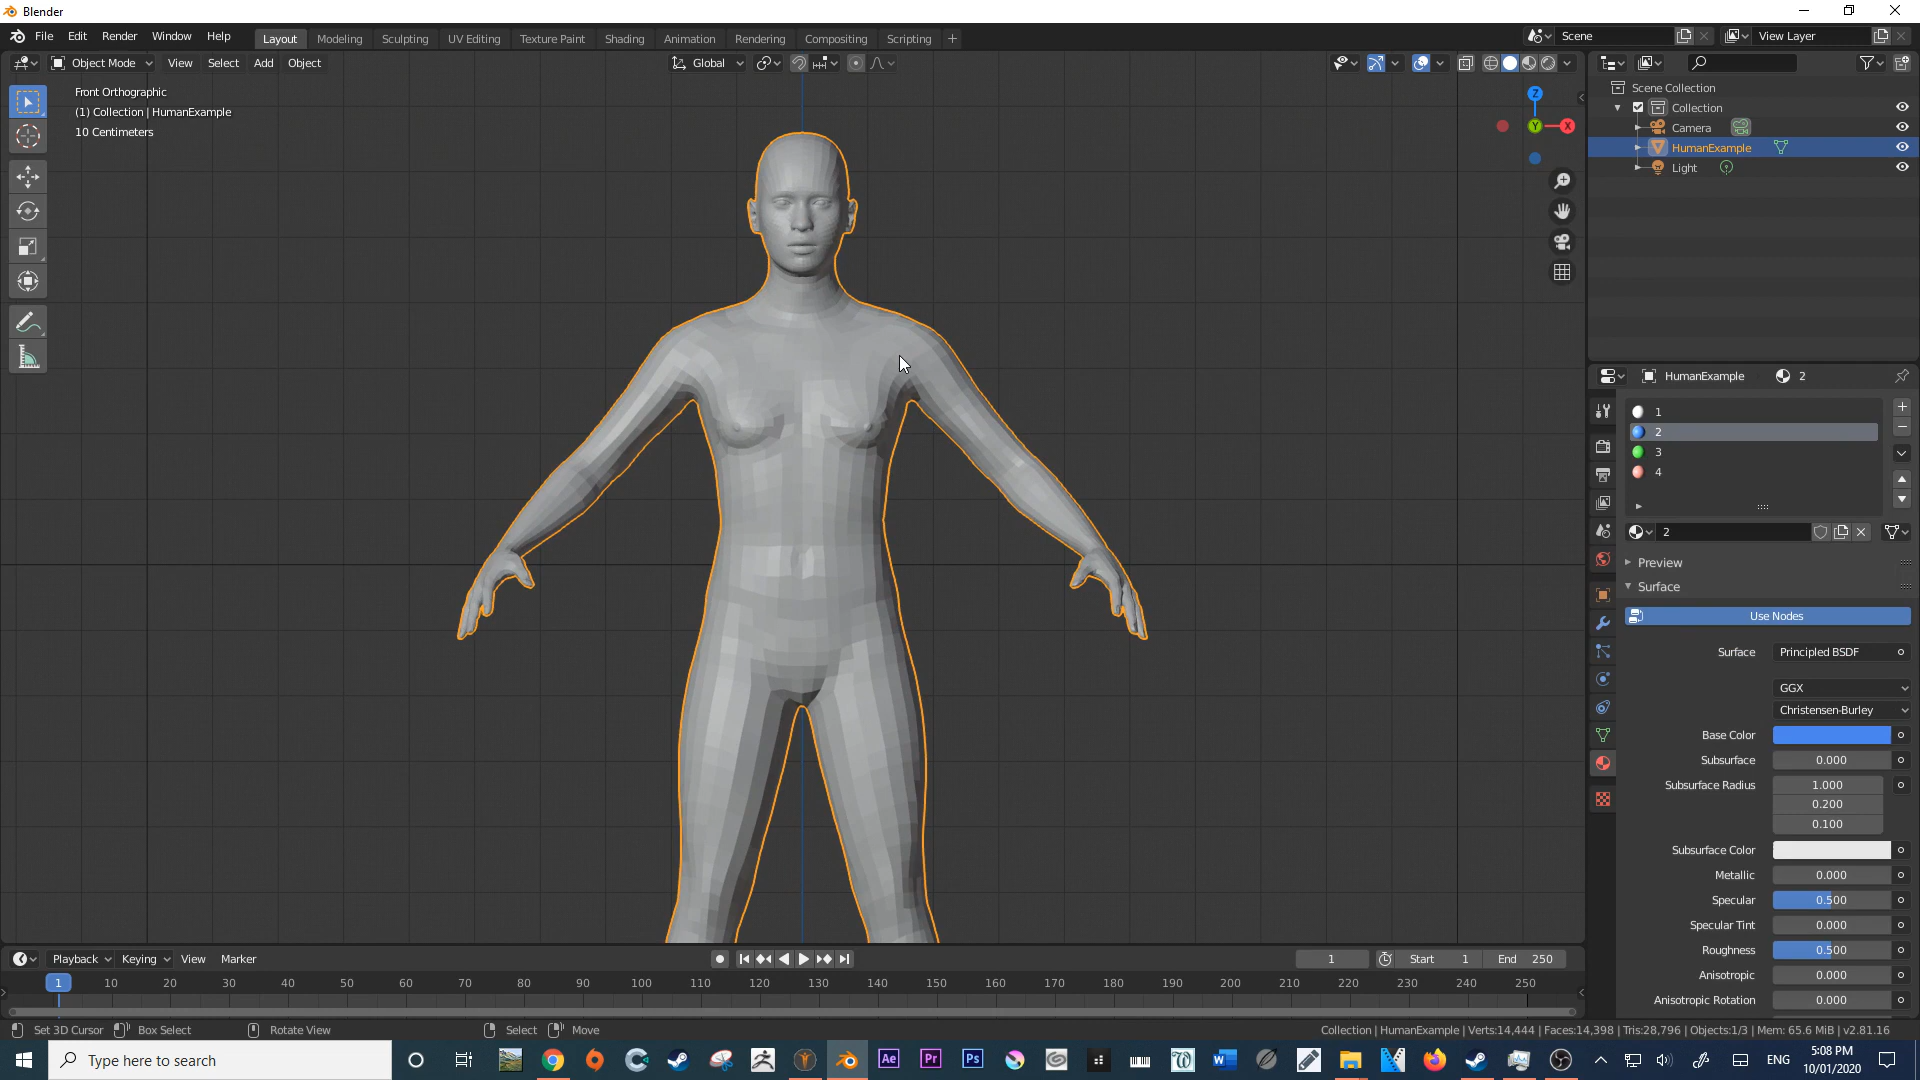 Blender
File Edit Render Window Help
Layout Modeling Sculpting UV Editing Texture Paint Shading Animation Rendering Compositing Scripting +
Scene
View Layer
Object Mode View Select Add Object
Global
Front Orthographic
(1) Collection | HumanExample
10 Centimeters
Z
Y
X
Scene Collection
Collection
Camera
HumanExample
Light
HumanExample 2
1
2
3
4
2
Preview
Surface
Use Nodes
Surface Principled BSDF
GGX
Christensen-Burley
Base Color
Subsurface 0.000
Subsurface Radius 1.000
0.200
0.100
Subsurface Color
Metallic 0.000
Specular 0.500
Specular Tint 0.000
Roughness 0.500
Anisotropic 0.000
Anisotropic Rotation 0.000
Playback Keying View Marker
1 Start 1 End 250
1 10 20 30 40 50 60 70 80 90 100 110 120 130 140 150 160 170 180 190 200 210 220 230 240 250
Set 3D Cursor Box Select Rotate View Select Move
Collection | HumanExample | Verts:14,444 | Faces:14,398 | Tris:28,796 | Objects:1/3 | Mem: 65.6 MiB | v2.81.16
Type here to search
Ae Pr Ps
W
ENG
5:08 PM
10/01/2020